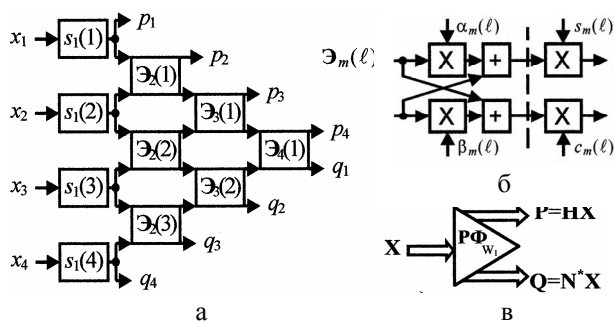 p₁
x₁ s₁(1) p₂
Э₂(1)
x₂ s₁(2) p₃
Э₃(1)
Э₂(2) Э₄(1) p₄
q₁
x₃ s₁(3) Э₃(2)
q₂
Э₂(3)
q₃
x₄ s₁(4)
q₄
а
αₘ(ℓ) sₘ(ℓ)
Эₘ(ℓ)
X + X
X + X
βₘ(ℓ) cₘ(ℓ)
б
P=HX
X РФ_W₁
Q=N*X
в